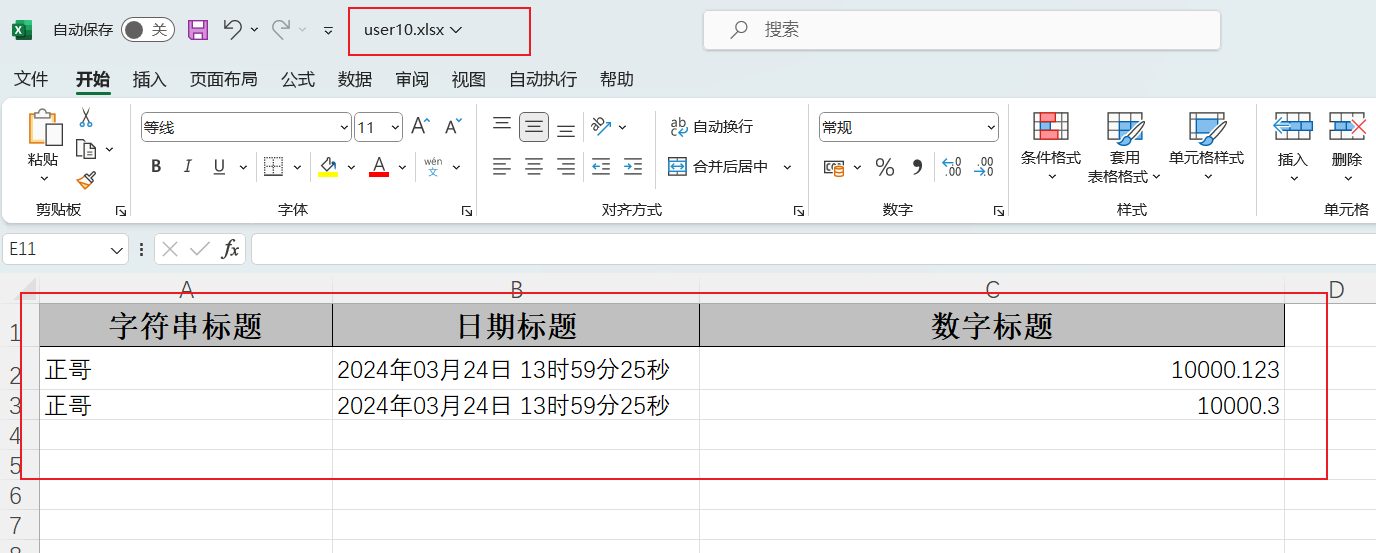 自动保存 关 user10.xlsx 搜索
文件 开始 插入 页面布局 公式 数据 审阅 视图 自动执行 帮助
等线 11 ab 自动换行 常规
粘贴 B I U A wén 文 合并后居中 % 条件格式 套用 表格格式 单元格样式 插入 删除
剪贴板 字体 对齐方式 数字 样式 单元格
E11 fx
A B C D
1 字符串标题 日期标题 数字标题
2 正哥 2024年03月24日 13时59分25秒 10000.123
3 正哥 2024年03月24日 13时59分25秒 10000.3
4
5
6
7